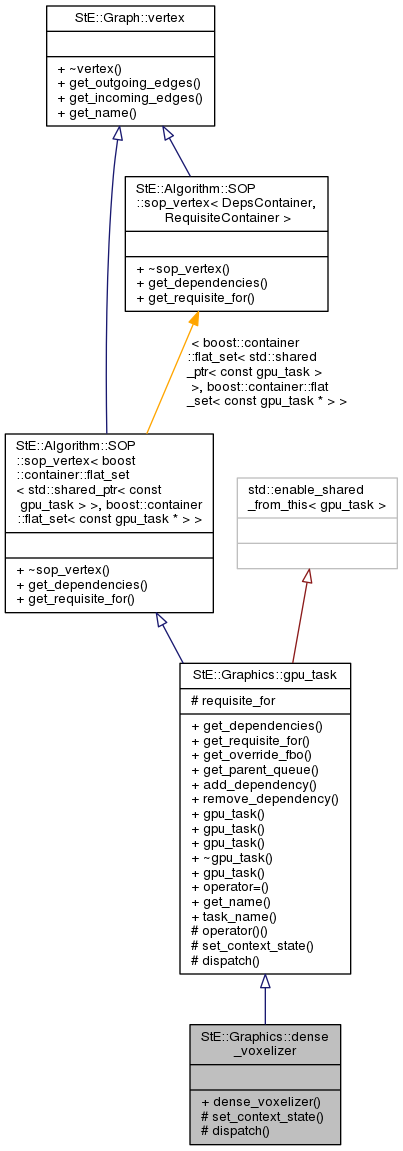 StE::Graph::vertex
+ ~vertex()
+ get_outgoing_edges()
+ get_incoming_edges()
+ get_name()
StE::Algorithm::SOP
::sop_vertex< DepsContainer,
RequisiteContainer >
+ ~sop_vertex()
+ get_dependencies()
+ get_requisite_for()
< boost::container
::flat_set< std::shared
_ptr< const gpu_task >
>, boost::container::flat
_set< const gpu_task * > >
StE::Algorithm::SOP
::sop_vertex< boost
::container::flat_set
< std::shared_ptr< const
gpu_task > >, boost::container
::flat_set< const gpu_task * > >
+ ~sop_vertex()
+ get_dependencies()
+ get_requisite_for()
std::enable_shared
_from_this< gpu_task >
StE::Graphics::gpu_task
# requisite_for
+ get_dependencies()
+ get_requisite_for()
+ get_override_fbo()
+ get_parent_queue()
+ add_dependency()
+ remove_dependency()
+ gpu_task()
+ gpu_task()
+ gpu_task()
+ ~gpu_task()
+ gpu_task()
+ operator=()
+ get_name()
+ task_name()
# operator()()
# set_context_state()
# dispatch()
StE::Graphics::dense
_voxelizer
+ dense_voxelizer()
# set_context_state()
# dispatch()